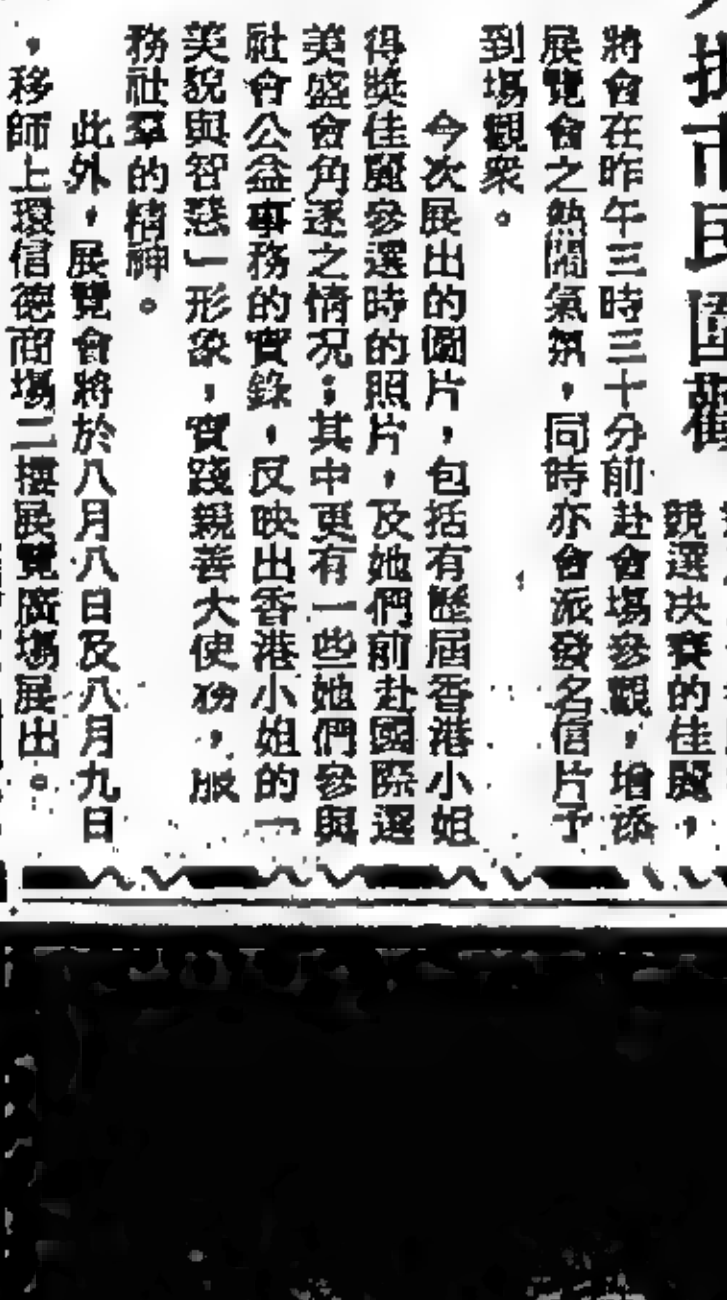 市民
競選決賽的佳麗，
將會在昨午三時三十分前赴會場參觀，增添
展覽會之熱鬧氣氛，同時亦會派發名信片予
到場觀衆。
今次展出的圖片，包括有歷屆香港小姐
得獎佳麗參選時的照片，及她們前赴國際選
美盛會角逐之情况；其中更有一些她們參與
社會公益事務的實錄，反映出香港小姐的「
美貌與智慧」形象，實踐親善大使，服
務社羣的精神。
此外，展覽會將於八月八日及八月九日
，移師上環信德商場二樓展覽廣場展出。